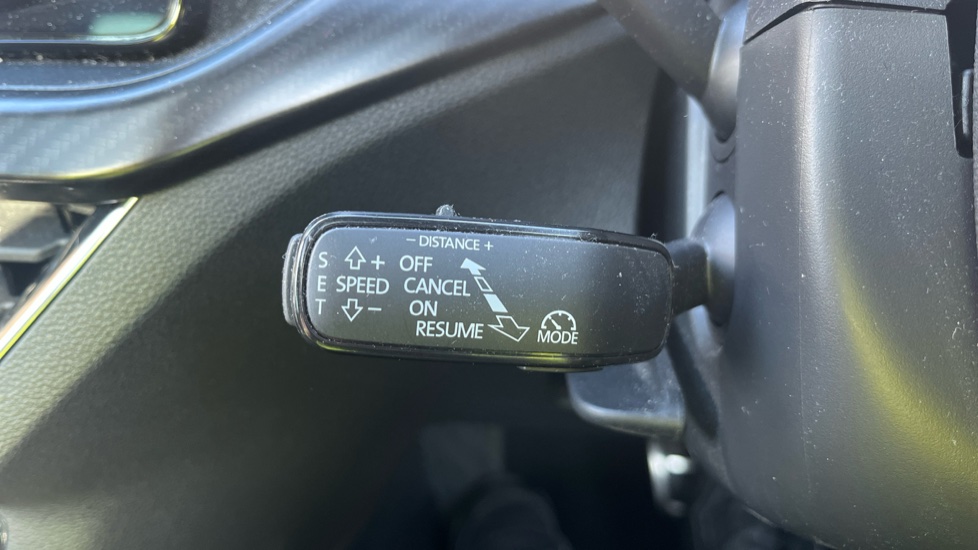 - DISTANCE +
S + OFF
E SPEED CANCEL
T - ON
RESUME
MODE